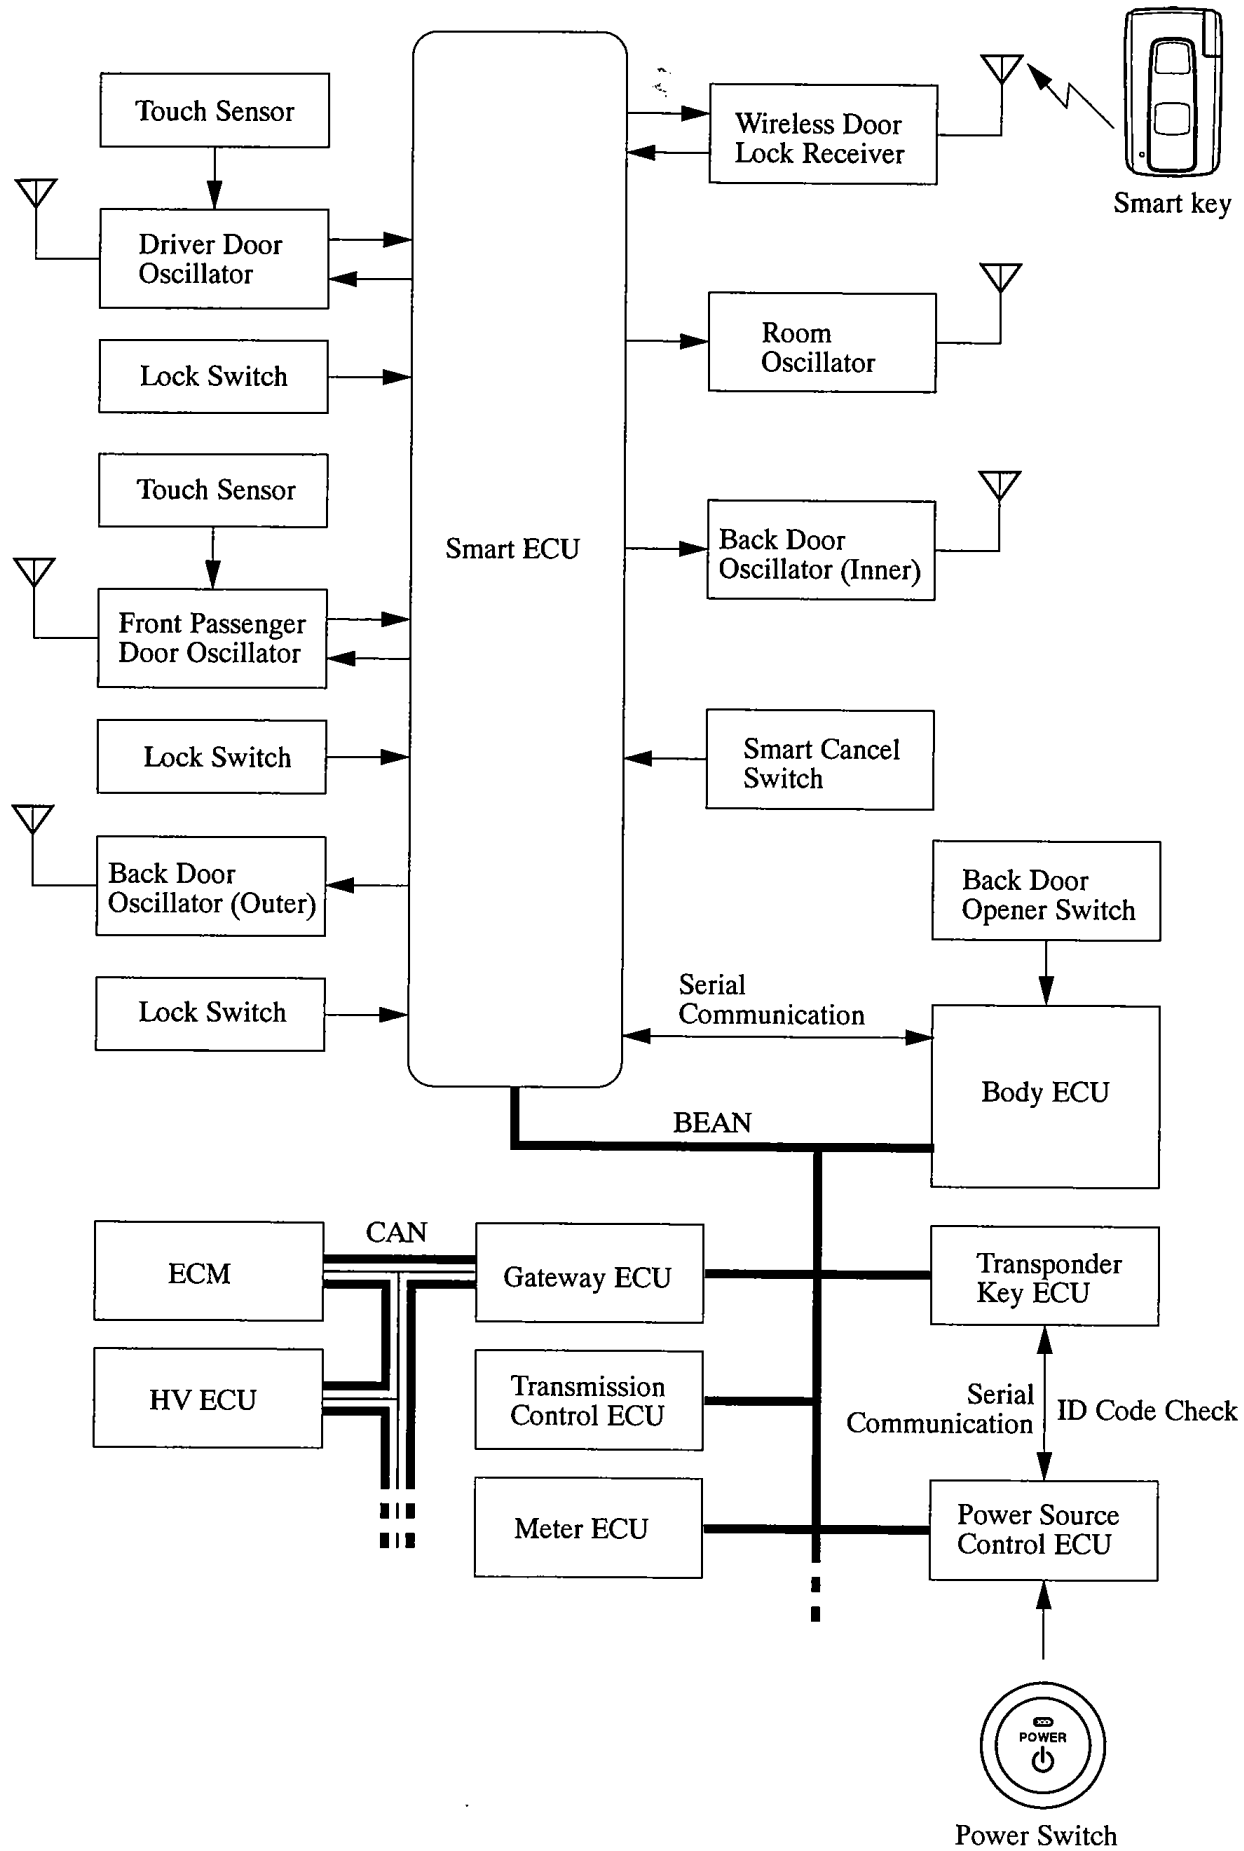 Touch Sensor
Wireless Door
Lock Receiver
Smart key
Driver Door
Oscillator
Room
Oscillator
Lock Switch
Touch Sensor
Smart ECU
Back Door
Oscillator (Inner)
Front Passenger
Door Oscillator
Lock Switch
Smart Cancel
Switch
Back Door
Oscillator (Outer)
Back Door
Opener Switch
Lock Switch
Serial
Communication
Body ECU
BEAN
CAN
ECM
Gateway ECU
Transponder
Key ECU
HV ECU
Transmission
Control ECU
Serial
Communication
ID Code Check
Meter ECU
Power Source
Control ECU
POWER
Power Switch